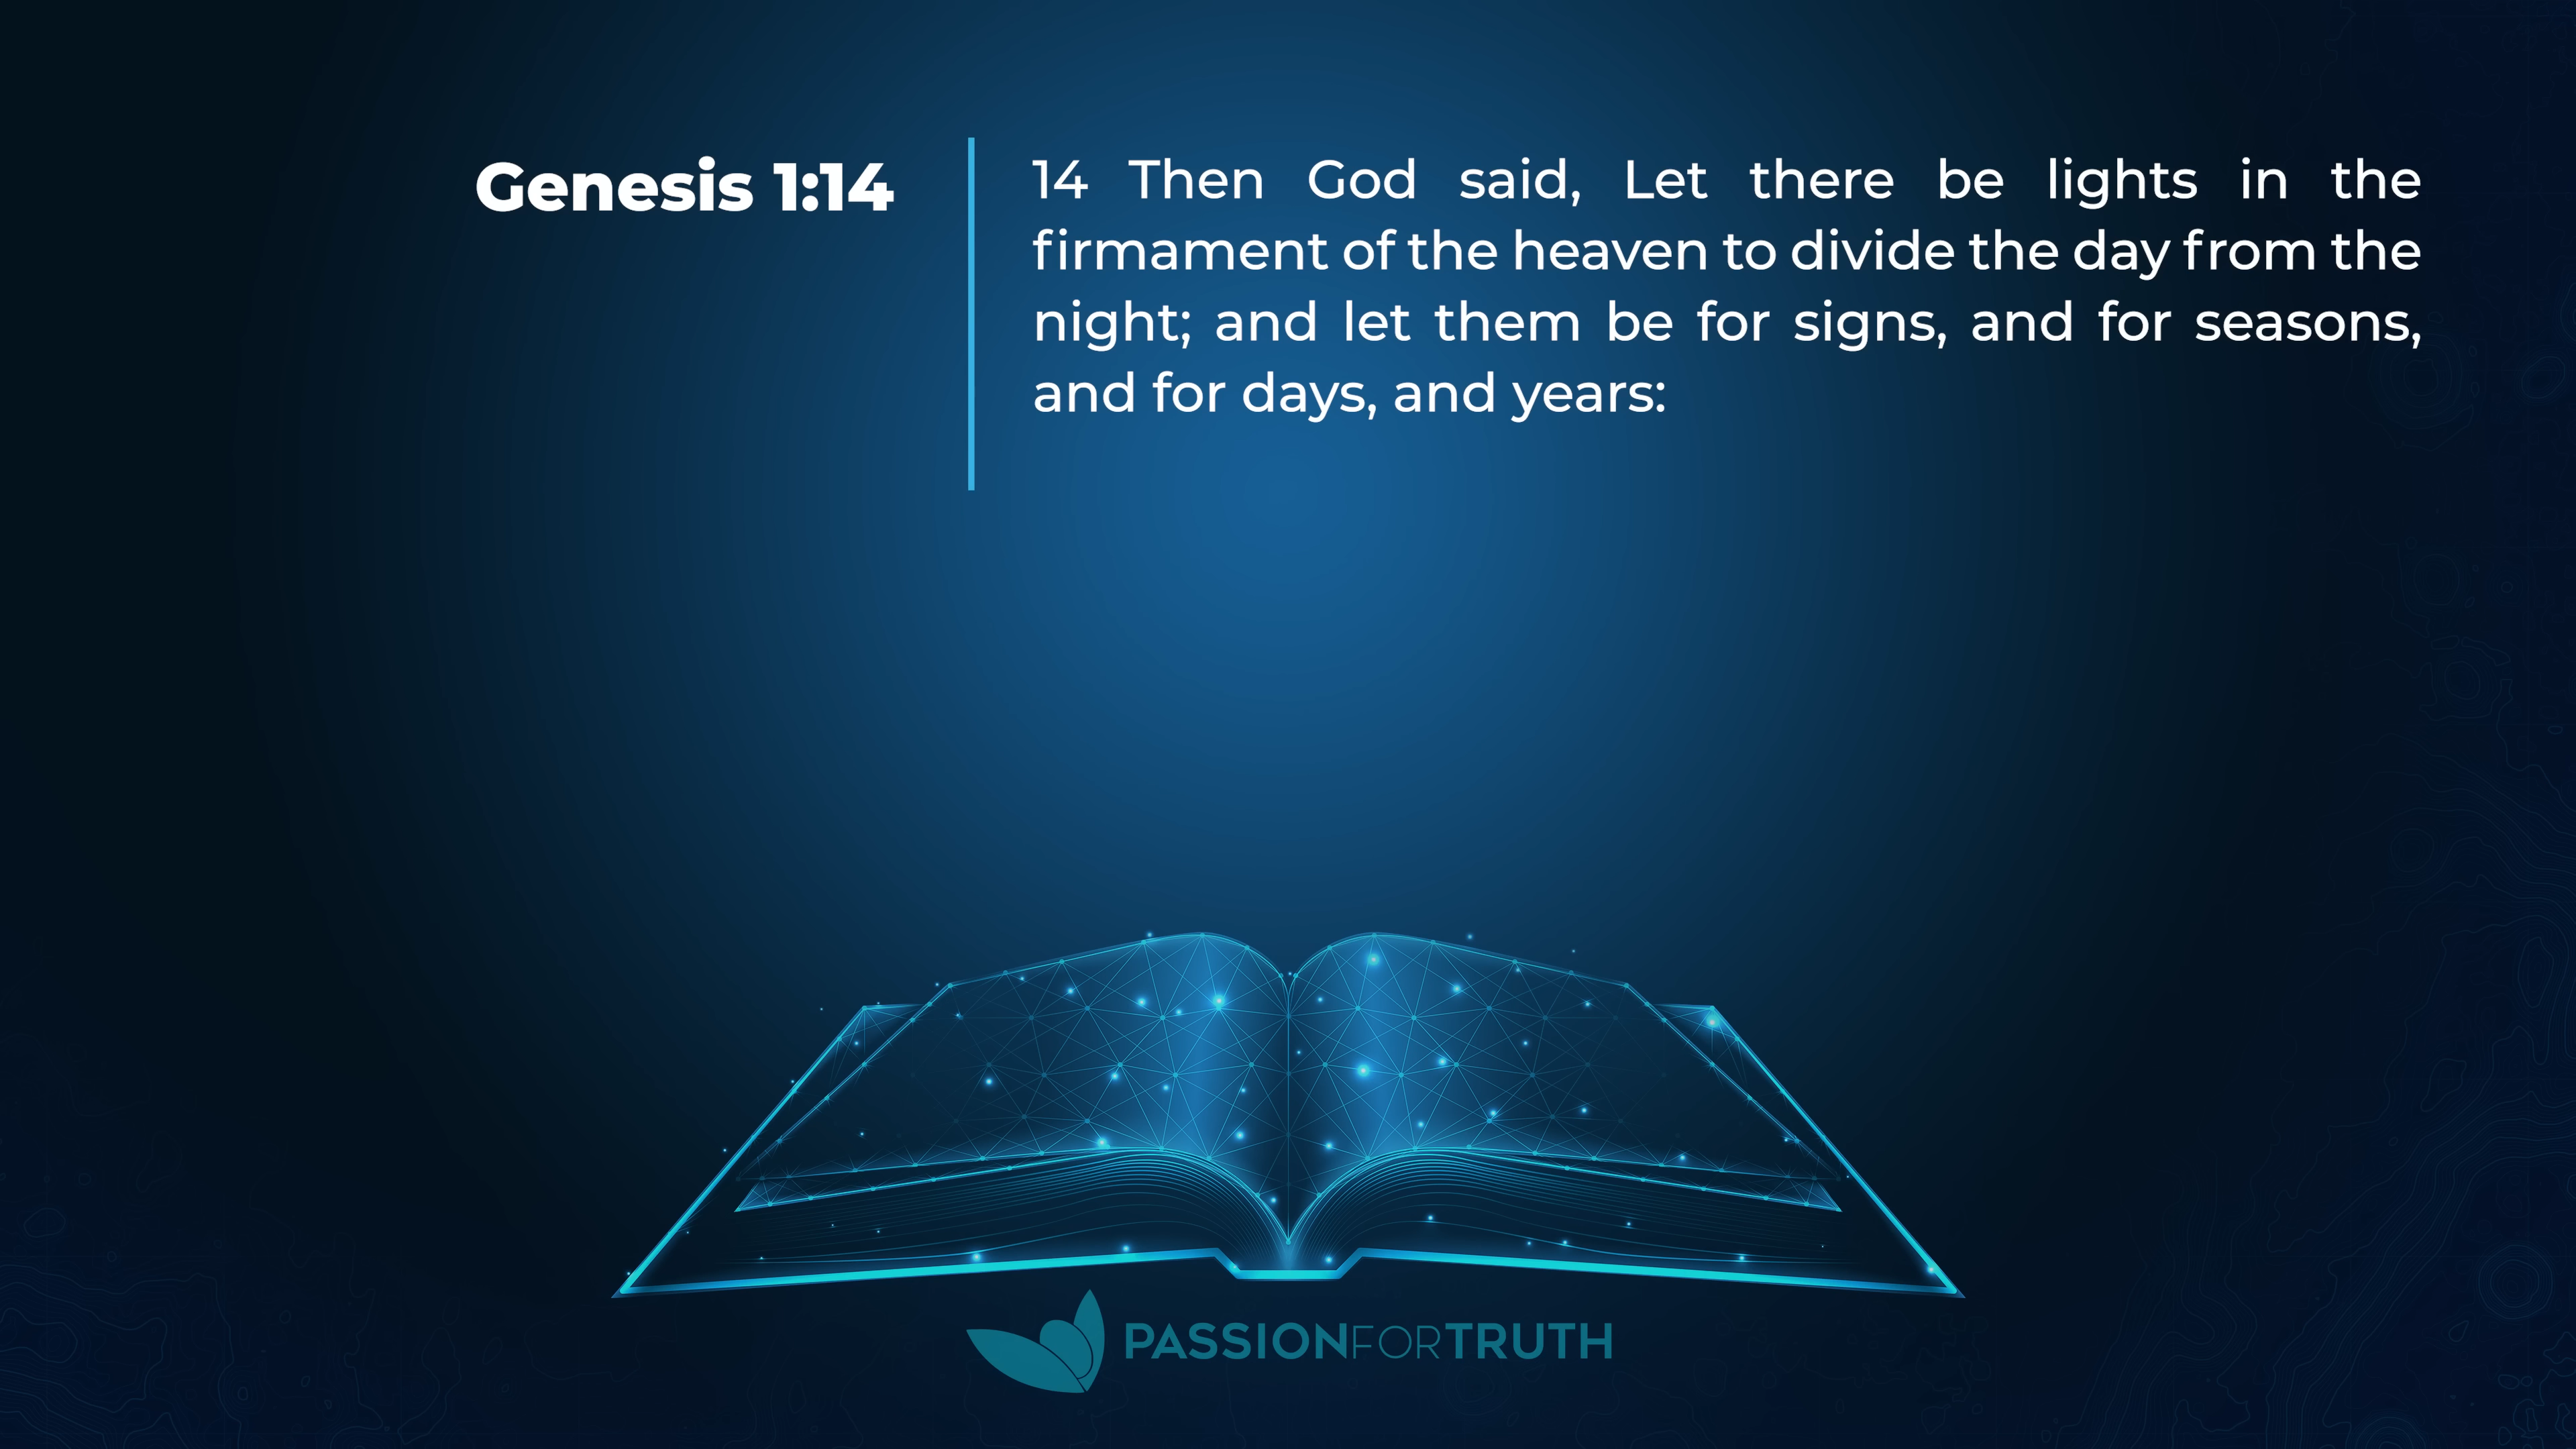 Genesis 1:14
14 Then God said, Let there be lights in the
firmament of the heaven to divide the day from the
night; and let them be for signs, and for seasons,
and for days, and years:
PASSIONFORTRUTH